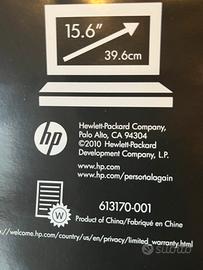 15.6"
39.6cm
hp
Hewlett-Packard Company,
Palo Alto, CA 94304
©2010 Hewlett-Packard
Development Company, L.P.
www.hp.com
www.hp.com/personalagain
W
613170-001
Product of China/Fabriqué en Chine
://welcome.hp.com/country/us/en/privacy/limited_warranty.html
subito